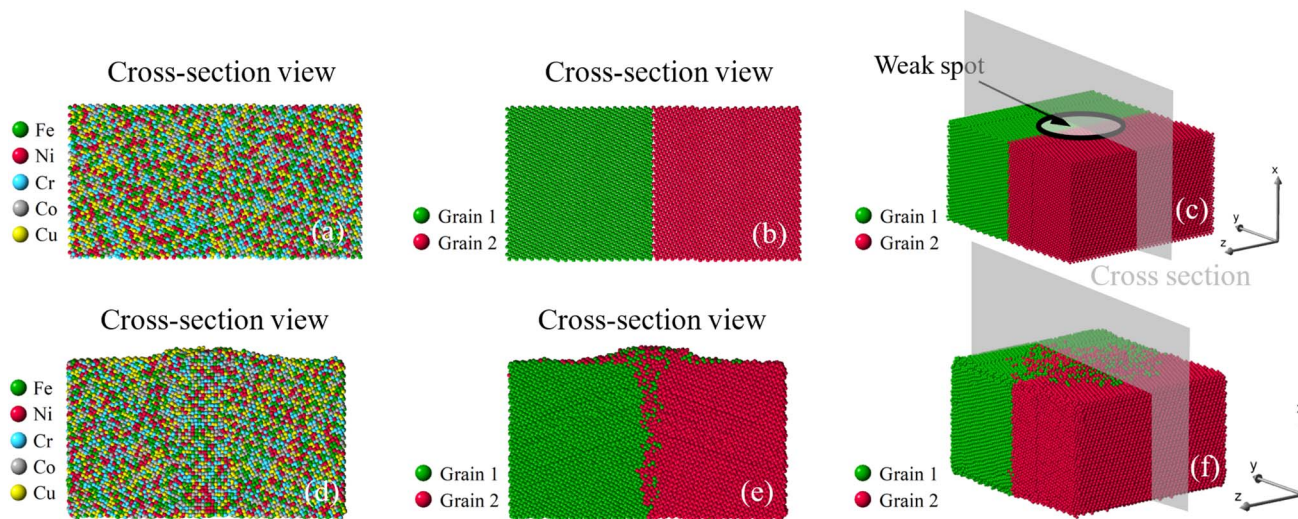 Cross-section view
Fe
Ni
Cr
Co
Cu
(a)
Cross-section view
Grain 1
Grain 2
(b)
Weak spot
Grain 1
Grain 2
(c)
x
y
z
Cross section
Cross-section view
Fe
Ni
Cr
Co
Cu
(d)
Cross-section view
Grain 1
Grain 2
(e)
Grain 1
Grain 2
(f)
y
z